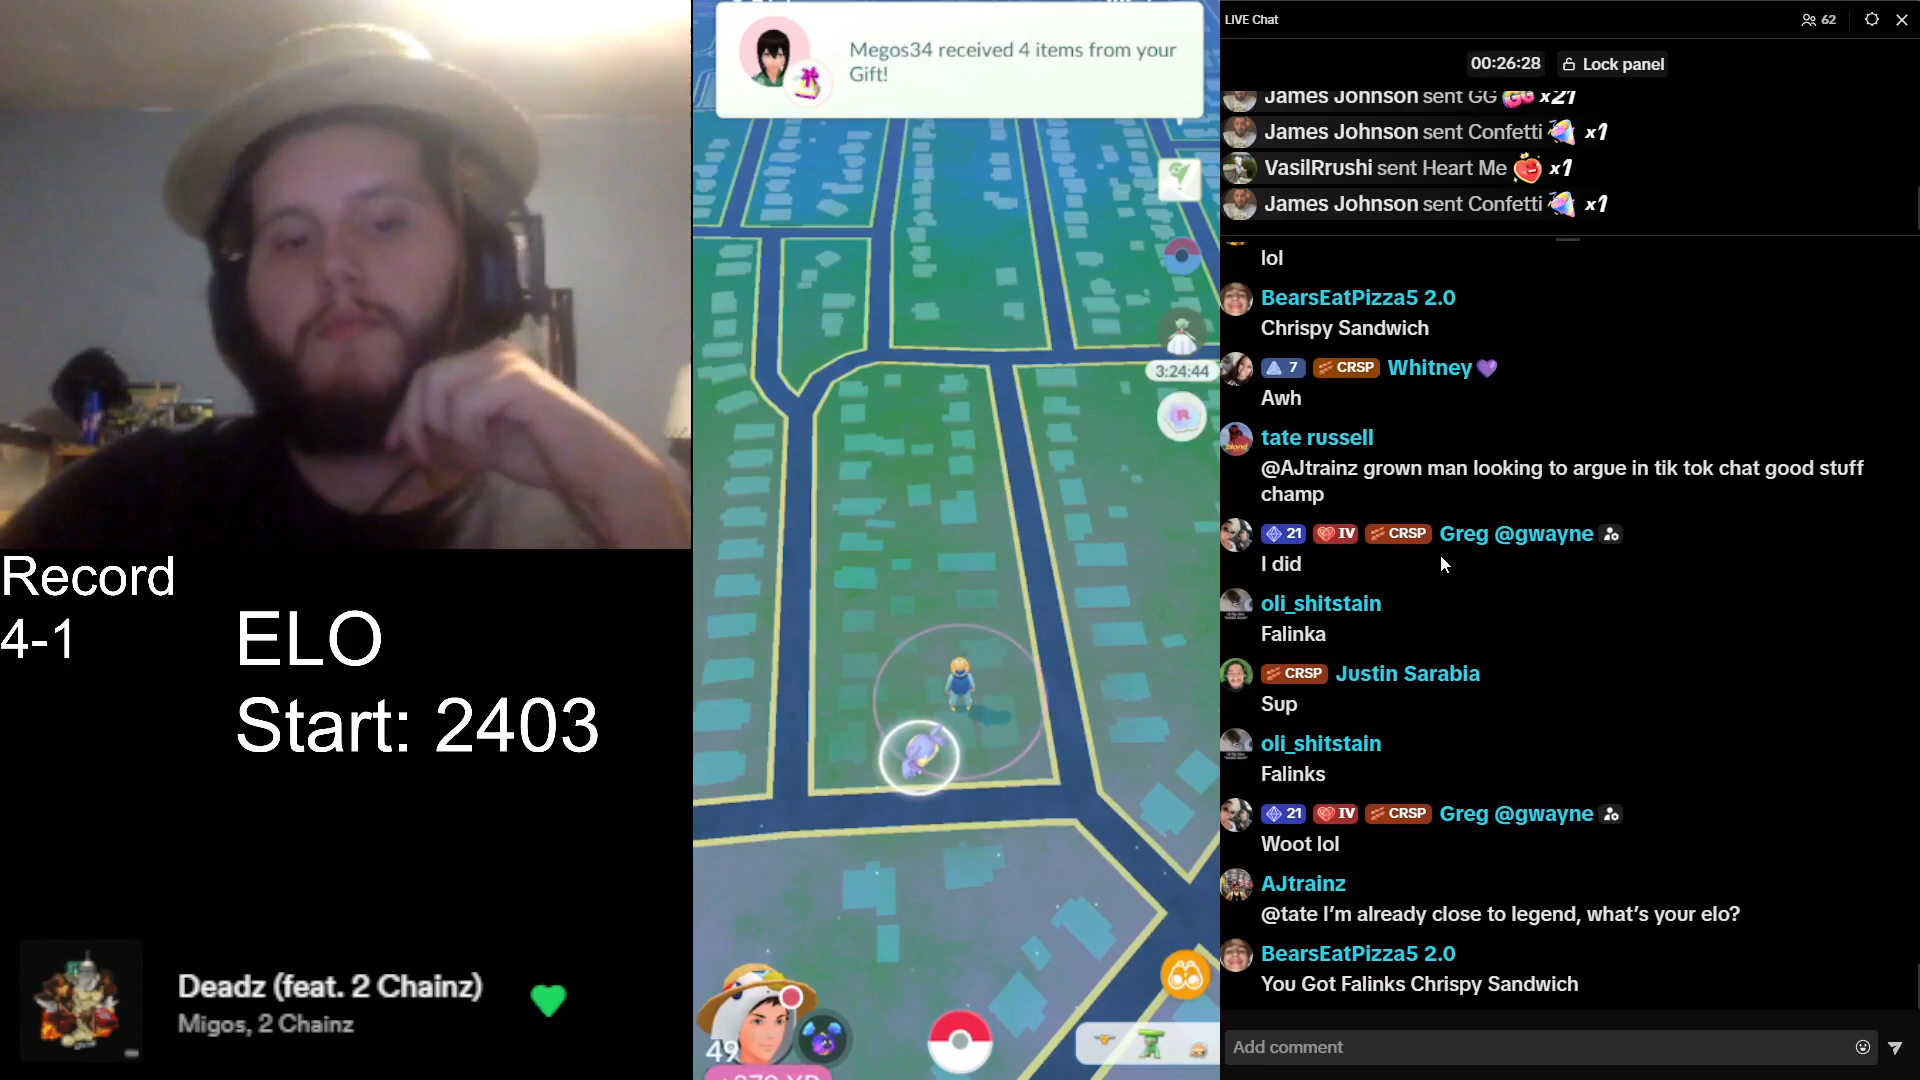 Megos34 received 4 items from your
Gift!
3:24:44
R
49
Record
4-1
ELO
Start: 2403
Deadz (feat. 2 Chainz)
Migos, 2 Chainz
LIVE Chat
62
00:26:28
Lock panel
James Johnson sent GG x21
James Johnson sent Confetti x1
VasilRrushi sent Heart Me x1
James Johnson sent Confetti x1
lol
BearsEatPizza5 2.0
Chrispy Sandwich
7 CRSP Whitney
Awh
tate russell
@AJtrainz grown man looking to argue in tik tok chat good stuff
champ
21 IV CRSP Greg @gwayne
I did
oli_shitstain
Falinka
CRSP Justin Sarabia
Sup
oli_shitstain
Falinks
21 IV CRSP Greg @gwayne
Woot lol
AJtrainz
@tate I'm already close to legend, what's your elo?
BearsEatPizza5 2.0
You Got Falinks Chrispy Sandwich
Add comment